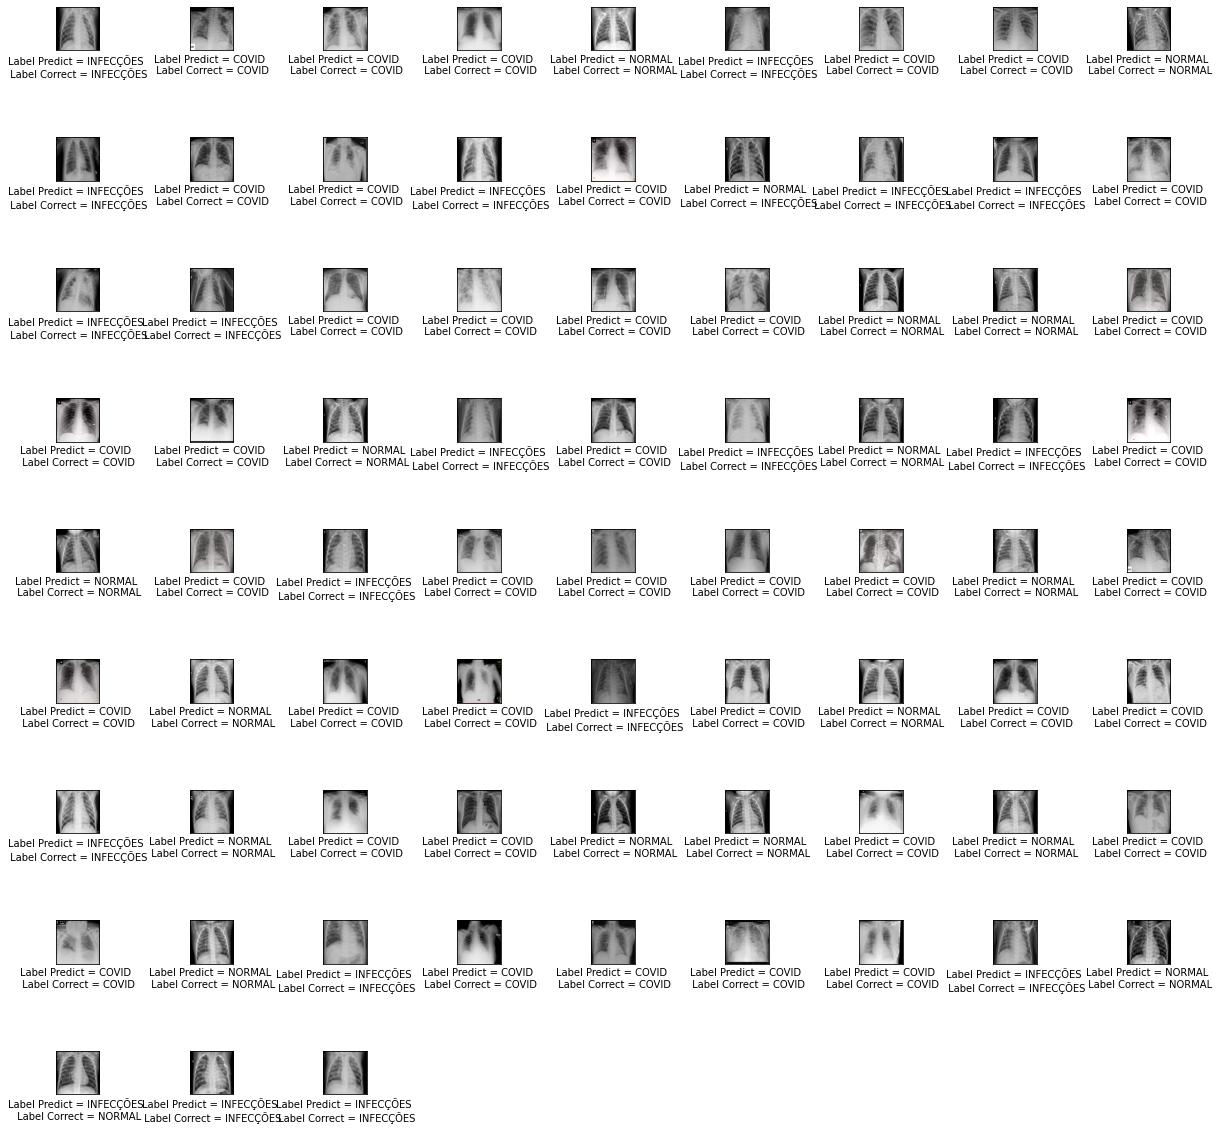 Label Predict = INFECÇÕES
Label Correct = INFECÇÕES
Label Predict = COVID
Label Correct = COVID
Label Predict = COVID
Label Correct = COVID
Label Predict = COVID
Label Correct = COVID
Label Predict = NORMAL
Label Correct = NORMAL
Label Predict = INFECÇÕES
Label Correct = INFECÇÕES
Label Predict = COVID
Label Correct = COVID
Label Predict = COVID
Label Correct = COVID
Label Predict = NORMAL
Label Correct = NORMAL
Label Predict = INFECÇÕES
Label Correct = INFECÇÕES
Label Predict = COVID
Label Correct = COVID
Label Predict = COVID
Label Correct = COVID
Label Predict = INFECÇÕES
Label Correct = INFECÇÕES
Label Predict = COVID
Label Correct = COVID
Label Predict = NORMAL
Label Correct = INFECÇÕES
Label Predict = INFECÇÕES
Label Correct = INFECÇÕES
Label Predict = INFECÇÕES
Label Correct = INFECÇÕES
Label Predict = COVID
Label Correct = COVID
Label Predict = INFECÇÕES
Label Correct = INFECÇÕES
Label Predict = INFECÇÕES
Label Correct = INFECÇÕES
Label Predict = COVID
Label Correct = COVID
Label Predict = COVID
Label Correct = COVID
Label Predict = COVID
Label Correct = COVID
Label Predict = COVID
Label Correct = COVID
Label Predict = NORMAL
Label Correct = NORMAL
Label Predict = NORMAL
Label Correct = NORMAL
Label Predict = COVID
Label Correct = COVID
Label Predict = COVID
Label Correct = COVID
Label Predict = COVID
Label Correct = COVID
Label Predict = NORMAL
Label Correct = NORMAL
Label Predict = INFECÇÕES
Label Correct = INFECÇÕES
Label Predict = COVID
Label Correct = COVID
Label Predict = INFECÇÕES
Label Correct = INFECÇÕES
Label Predict = NORMAL
Label Correct = NORMAL
Label Predict = INFECÇÕES
Label Correct = INFECÇÕES
Label Predict = COVID
Label Correct = COVID
Label Predict = NORMAL
Label Correct = NORMAL
Label Predict = COVID
Label Correct = COVID
Label Predict = INFECÇÕES
Label Correct = INFECÇÕES
Label Predict = COVID
Label Correct = COVID
Label Predict = COVID
Label Correct = COVID
Label Predict = COVID
Label Correct = COVID
Label Predict = COVID
Label Correct = COVID
Label Predict = NORMAL
Label Correct = NORMAL
Label Predict = COVID
Label Correct = COVID
Label Predict = COVID
Label Correct = COVID
Label Predict = NORMAL
Label Correct = NORMAL
Label Predict = COVID
Label Correct = COVID
Label Predict = COVID
Label Correct = COVID
Label Predict = INFECÇÕES
Label Correct = INFECÇÕES
Label Predict = COVID
Label Correct = COVID
Label Predict = NORMAL
Label Correct = NORMAL
Label Predict = COVID
Label Correct = COVID
Label Predict = COVID
Label Correct = COVID
Label Predict = INFECÇÕES
Label Correct = INFECÇÕES
Label Predict = NORMAL
Label Correct = NORMAL
Label Predict = COVID
Label Correct = COVID
Label Predict = COVID
Label Correct = COVID
Label Predict = NORMAL
Label Correct = NORMAL
Label Predict = NORMAL
Label Correct = NORMAL
Label Predict = COVID
Label Correct = COVID
Label Predict = NORMAL
Label Correct = NORMAL
Label Predict = COVID
Label Correct = COVID
Label Predict = COVID
Label Correct = COVID
Label Predict = NORMAL
Label Correct = NORMAL
Label Predict = INFECÇÕES
Label Correct = INFECÇÕES
Label Predict = COVID
Label Correct = COVID
Label Predict = COVID
Label Correct = COVID
Label Predict = COVID
Label Correct = COVID
Label Predict = COVID
Label Correct = COVID
Label Predict = INFECÇÕES
Label Correct = INFECÇÕES
Label Predict = NORMAL
Label Correct = NORMAL
Label Predict = INFECÇÕES
Label Correct = NORMAL
Label Predict = INFECÇÕES
Label Correct = INFECÇÕES
Label Predict = INFECÇÕES
Label Correct = INFECÇÕES